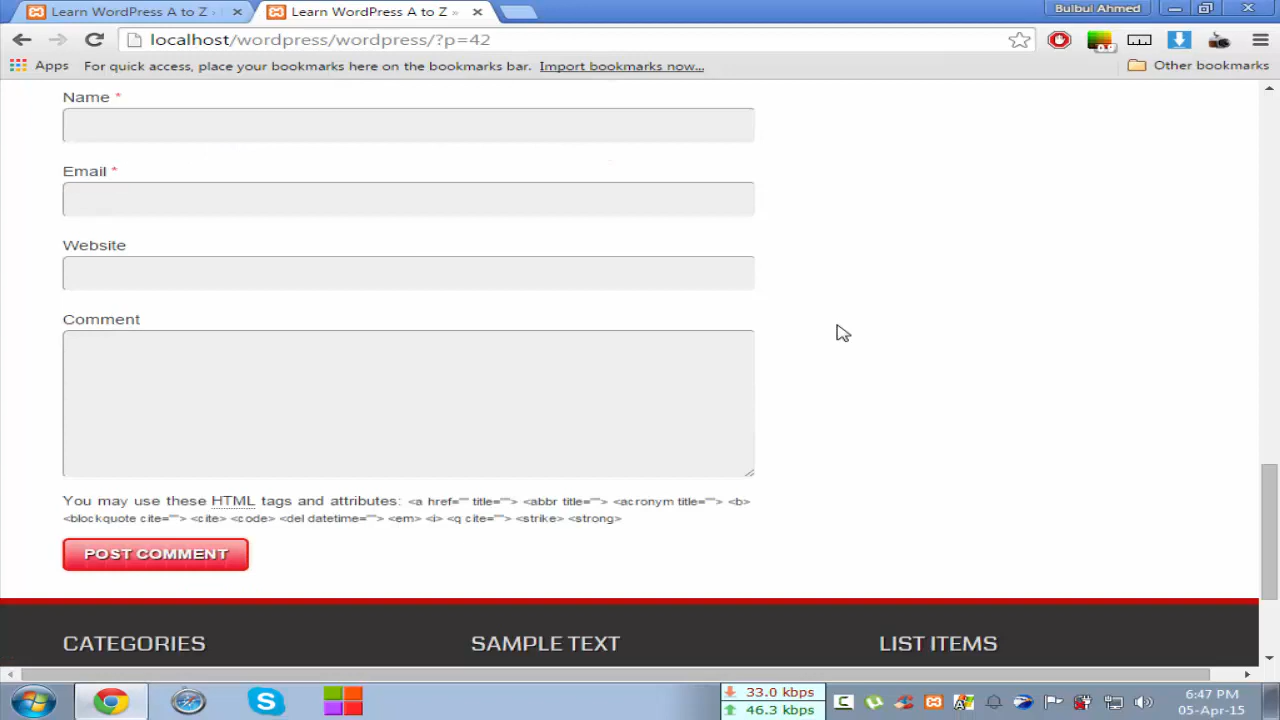 Learn WordPress A to Z ›
Learn WordPress A to Z »
Bulbul Ahmed
localhost/wordpress/wordpress/?p=42
Apps
For quick access, place your bookmarks here on the bookmarks bar. Import bookmarks now...
Other bookmarks
Name *
Email *
Website
Comment
You may use these HTML tags and attributes: <a href="" title=""> <abbr title=""> <acronym title=""> <b>
<blockquote cite=""> <cite> <code> <del datetime=""> <em> <i> <q cite=""> <strike> <strong>
POST COMMENT
CATEGORIES
SAMPLE TEXT
LIST ITEMS
33.0 kbps
46.3 kbps
6:47 PM
05-Apr-15